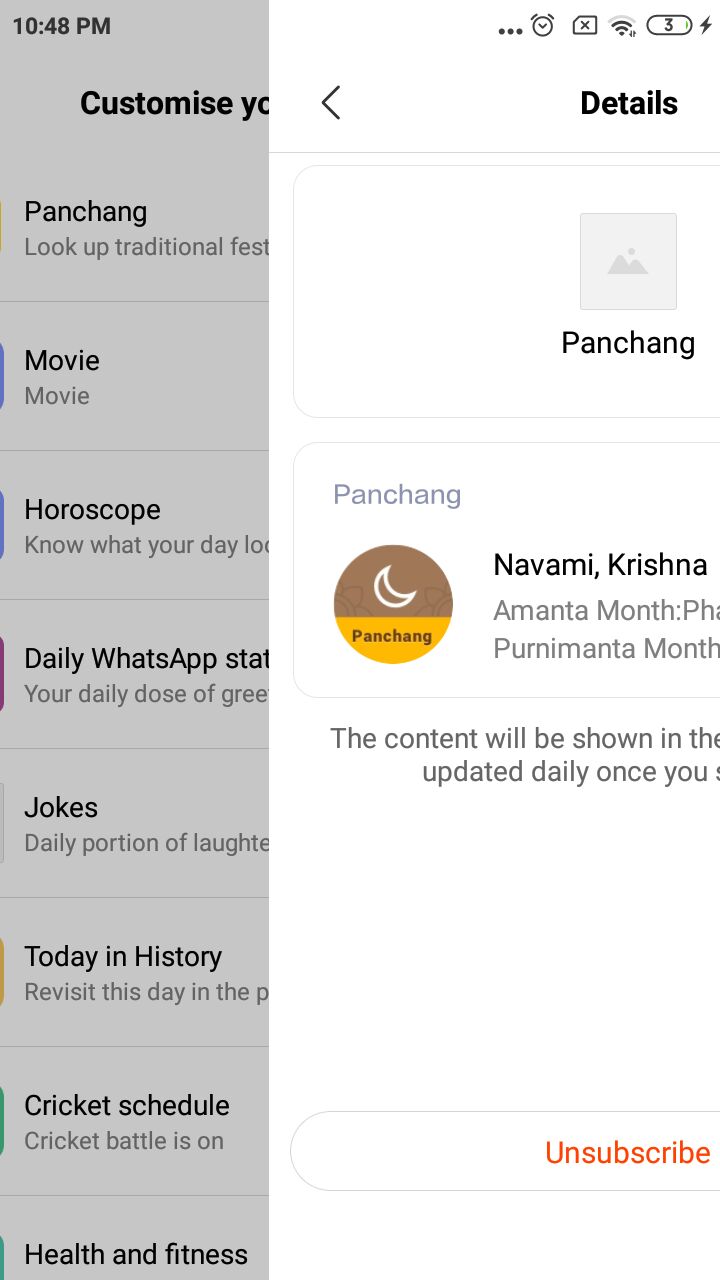 10:48 PM
3
Customise yo
Panchang
Look up traditional fest
Movie
Movie
Horoscope
Know what your day loo
Daily WhatsApp stat
Your daily dose of gree
Jokes
Daily portion of laughte
Today in History
Revisit this day in the p
Cricket schedule
Cricket battle is on
Health and fitness
Details
Panchang
Panchang
Panchang
Navami, Krishna
Amanta Month:Pha
Purnimanta Month
The content will be shown in the
updated daily once you s
Unsubscribe